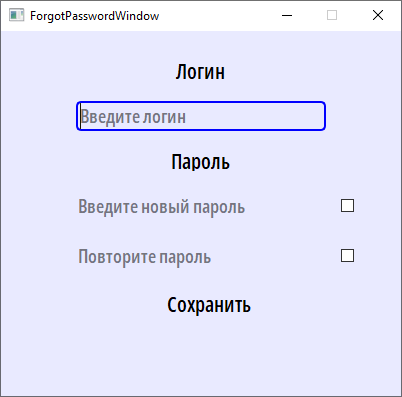 ForgotPasswordWindow
Логин
Введите логин
Пароль
Введите новый пароль
Повторите пароль
Сохранить